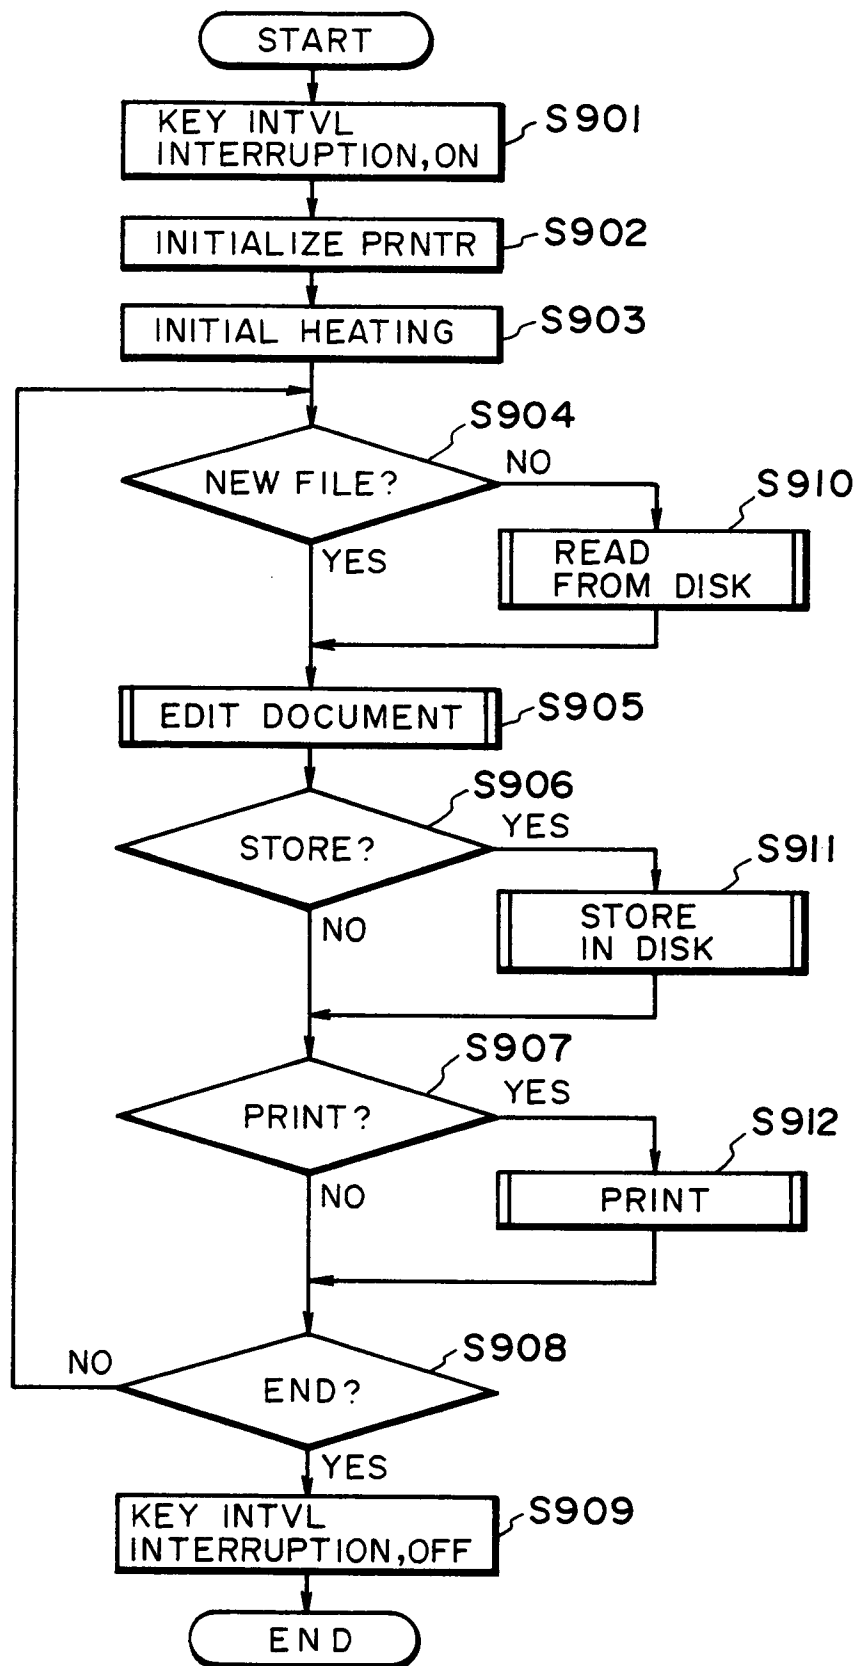 START
KEY INTVL
INTERRUPTION,ON
S901
INITIALIZE PRNTR
S902
INITIAL HEATING
S903
S904
NEW FILE?
NO
YES
S910
READ
FROM DISK
EDIT DOCUMENT
S905
S906
STORE?
YES
NO
S911
STORE
IN DISK
S907
PRINT?
YES
NO
S912
PRINT
S908
NO
END?
YES
KEY INTVL
INTERRUPTION,OFF
S909
END